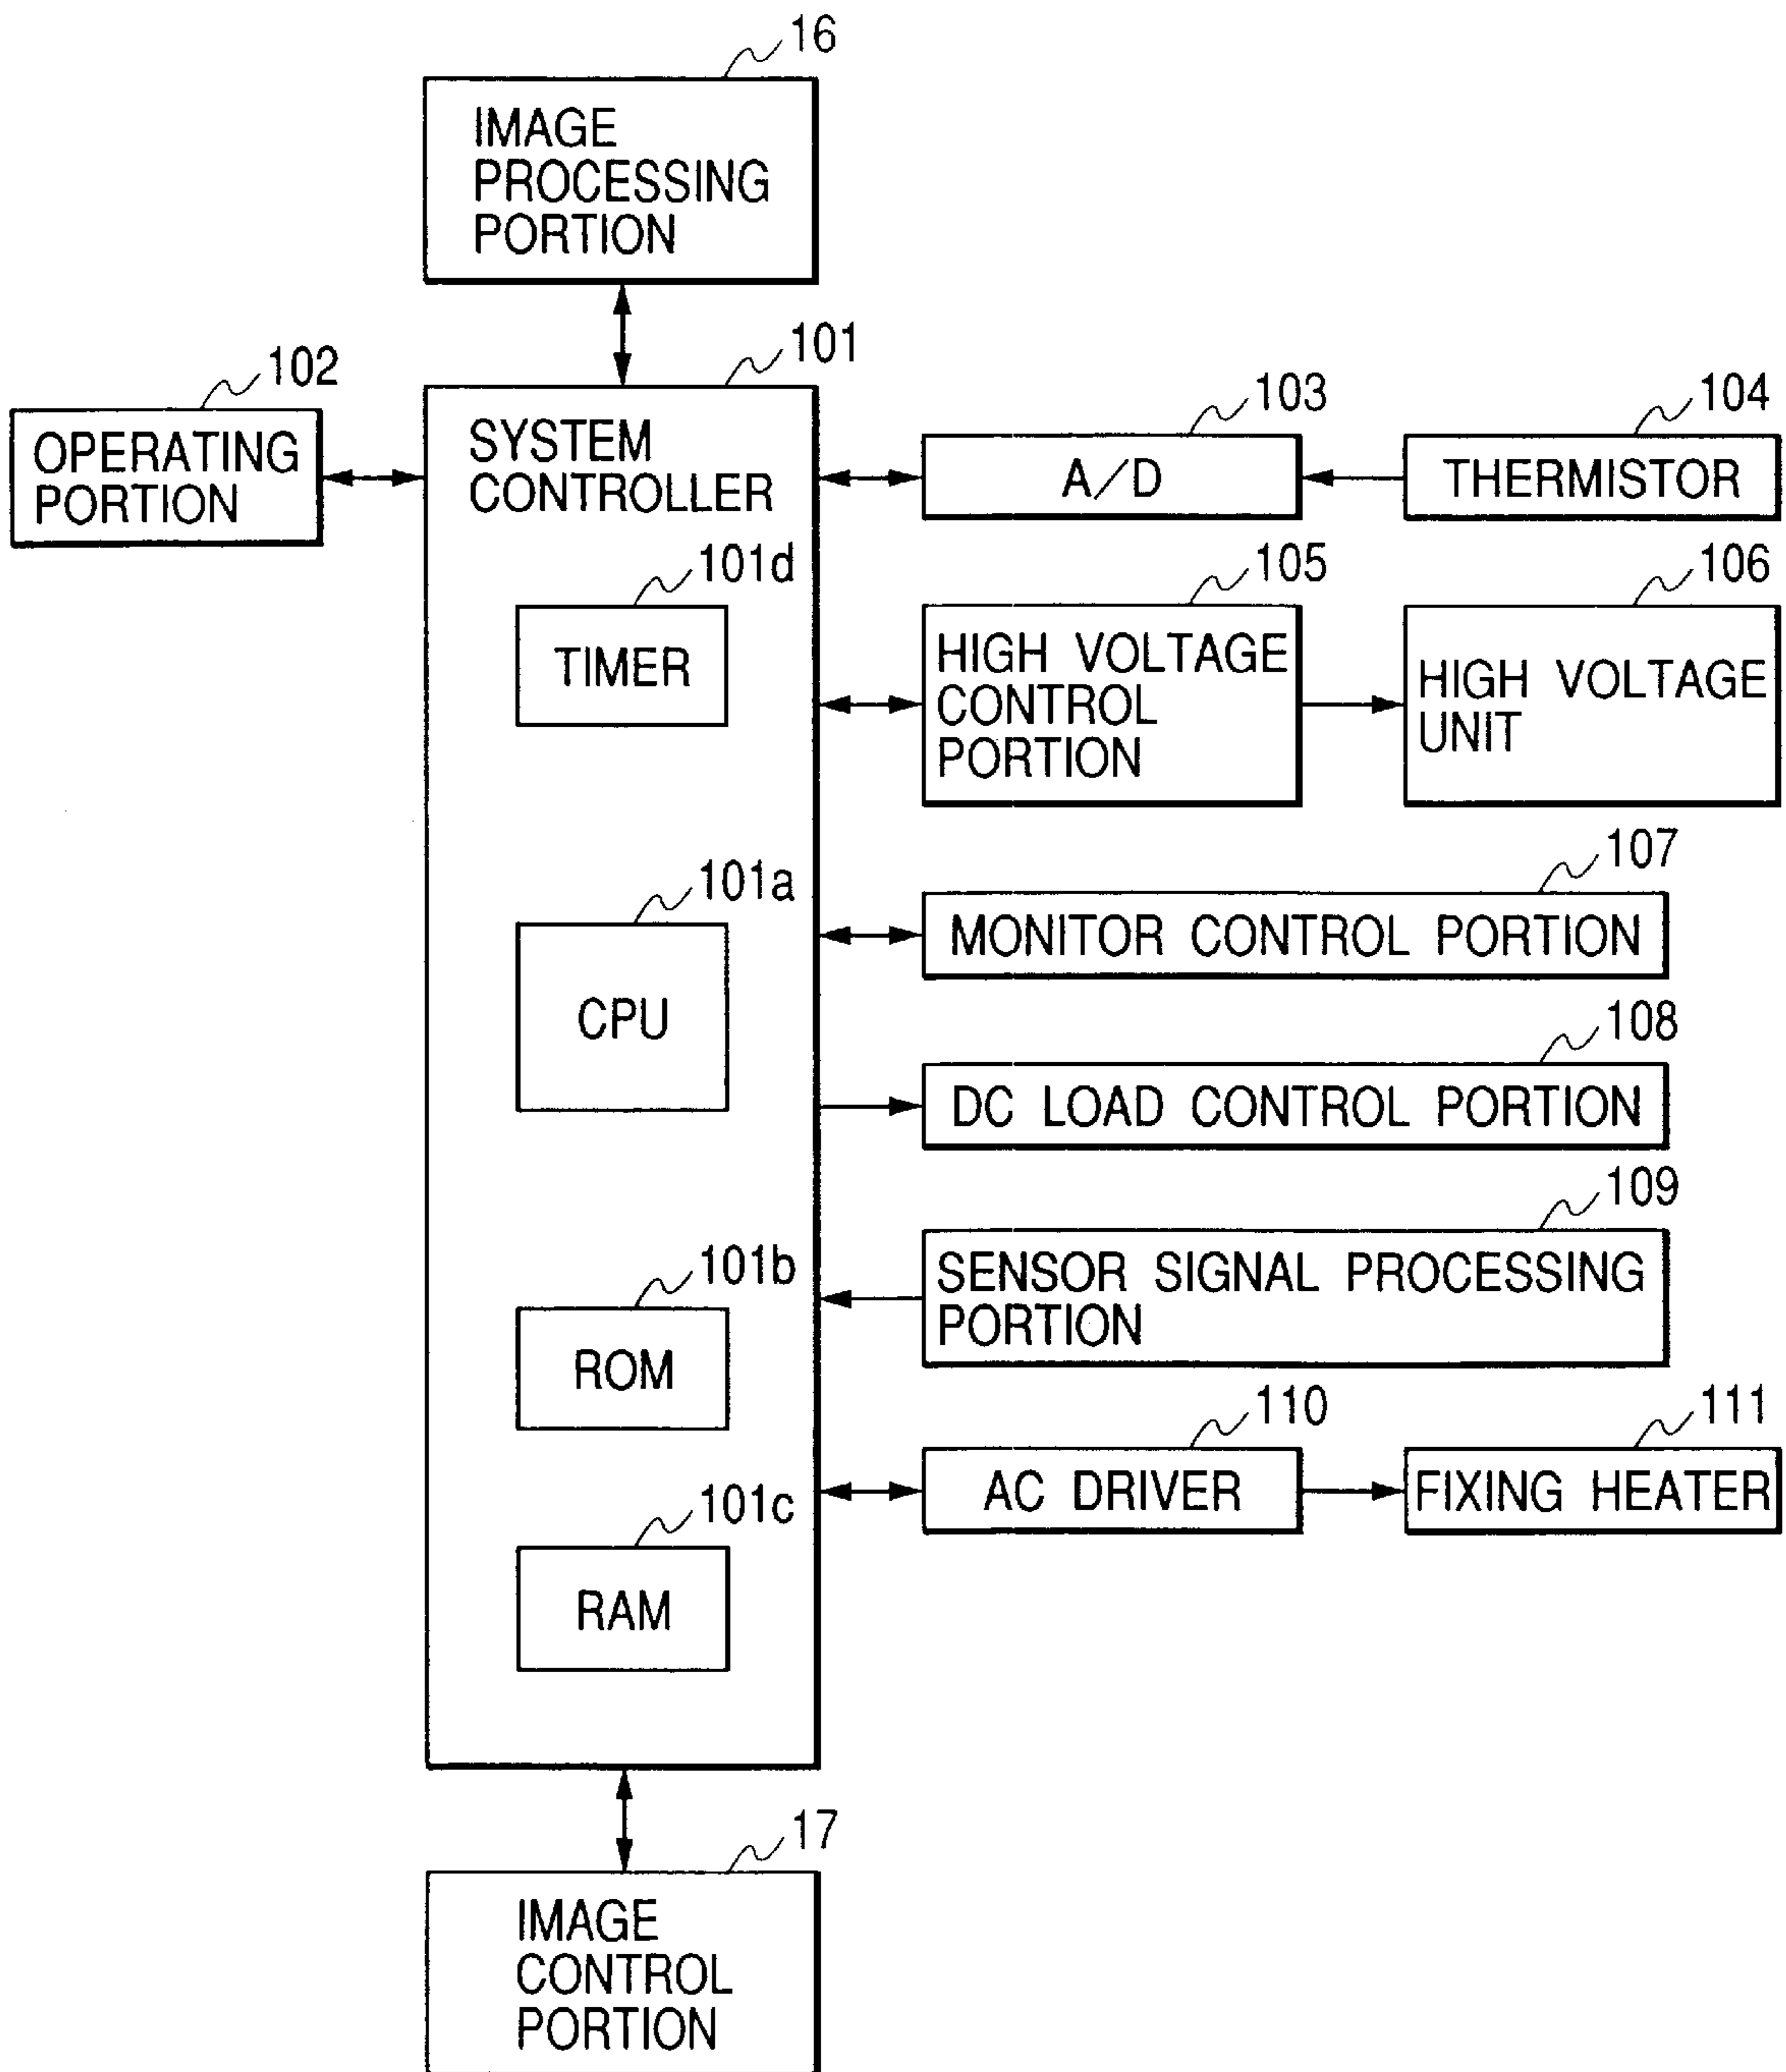 16
IMAGE
PROCESSING
PORTION
101
102
OPERATING
PORTION
SYSTEM
CONTROLLER
103
A/D
104
THERMISTOR
101d
TIMER
105
HIGH VOLTAGE
CONTROL
PORTION
106
HIGH VOLTAGE
UNIT
101a
CPU
107
MONITOR CONTROL PORTION
108
DC LOAD CONTROL PORTION
109
SENSOR SIGNAL PROCESSING
PORTION
101b
ROM
110
AC DRIVER
111
FIXING HEATER
101c
RAM
17
IMAGE
CONTROL
PORTION